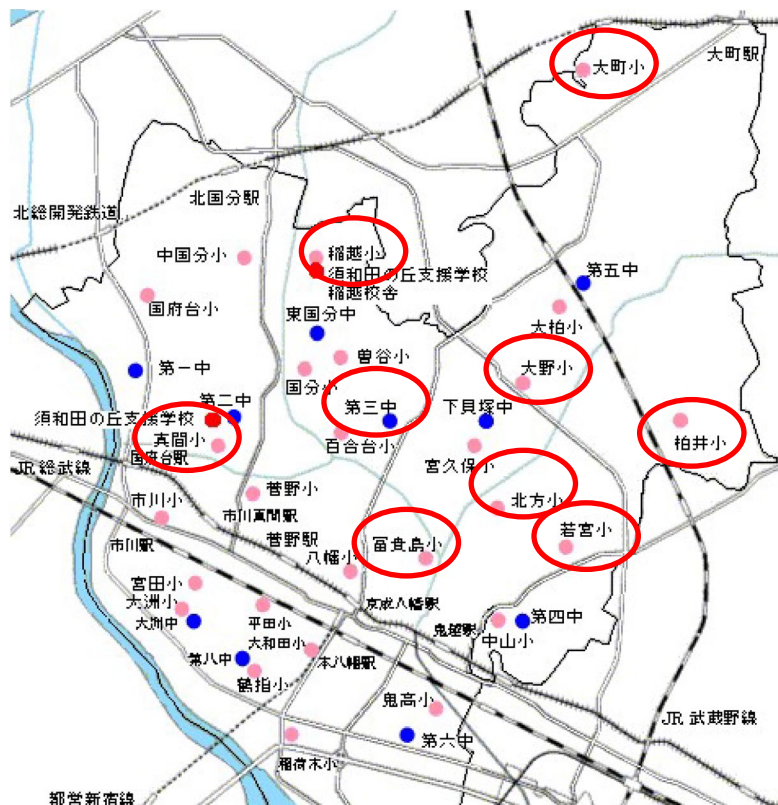 大町小
大町駅
北国分駅
北総開発鉄道
中国分小
稲越小
須和田の丘支援学校
稲越校舎
第五中
国府台小
東国分中
大柏小
曽谷小
第一中
国分小
大野小
第二中
第三中
下貝塚中
須和田の丘支援学校
真間小
百合台小
柏井小
国府台駅
宮久保小
JR 総武線
菅野小
北方小
市川小
市川真間駅
若宮小
市川駅
菅野駅
冨貴島小
八幡小
宮田小
大洲小
平田小
京成八幡駅
鬼越駅
第四中
大洲中
大和田小
中山小
第八中
本八幡駅
鶴指小
鬼高小
JR 武蔵野線
第六中
稲荷木小
都営新宿線